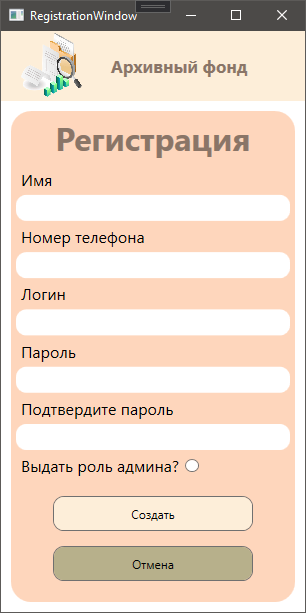 RegistrationWindow
Архивный фонд
Регистрация
Имя
Номер телефона
Логин
Пароль
Подтвердите пароль
Выдать роль админа?
Создать
Отмена